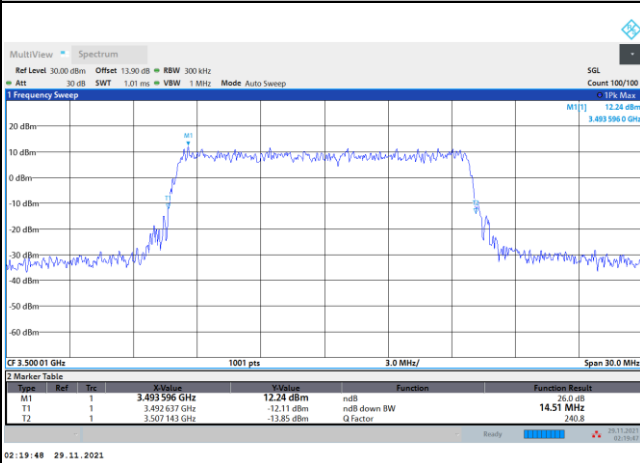 MultiView Spectrum
Ref Level 30.00 dBm Offset 13.90 dB RBW 300 kHz SGL
Att 30 dB SWT 1.01 ms VBW 1 MHz Mode Auto Sweep Count 100/100
1 Frequency Sweep 1Pk Max
M1[1] 12.24 dBm
3.493 596 0 GHz
20 dBm
M1
10 dBm
0 dBm
-10 dBm
-20 dBm
-30 dBm
-40 dBm
-50 dBm
-60 dBm
CF 3.500 01 GHz 1001 pts 3.0 MHz/ Span 30.0 MHz
2 Marker Table
Type Ref Trc X-Value Y-Value Function Function Result
M1 1 3.493 596 GHz 12.24 dBm ndB 26.0 dB
T1 1 3.492 637 GHz -12.11 dBm ndB down BW 14.51 MHz
T2 1 3.507 143 GHz -13.85 dBm Q Factor 240.8
Ready 29.11.2021
02:19:47
02:19:48 29.11.2021